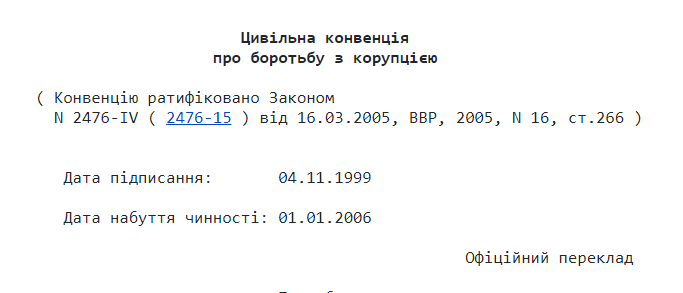 Цивільна конвенція
про боротьбу з корупцією
( Конвенцію ратифіковано Законом
N 2476-IV ( 2476-15 ) від 16.03.2005, ВВР, 2005, N 16, ст.266 )
Дата підписання: 04.11.1999
Дата набуття чинності: 01.01.2006
Офіційний переклад